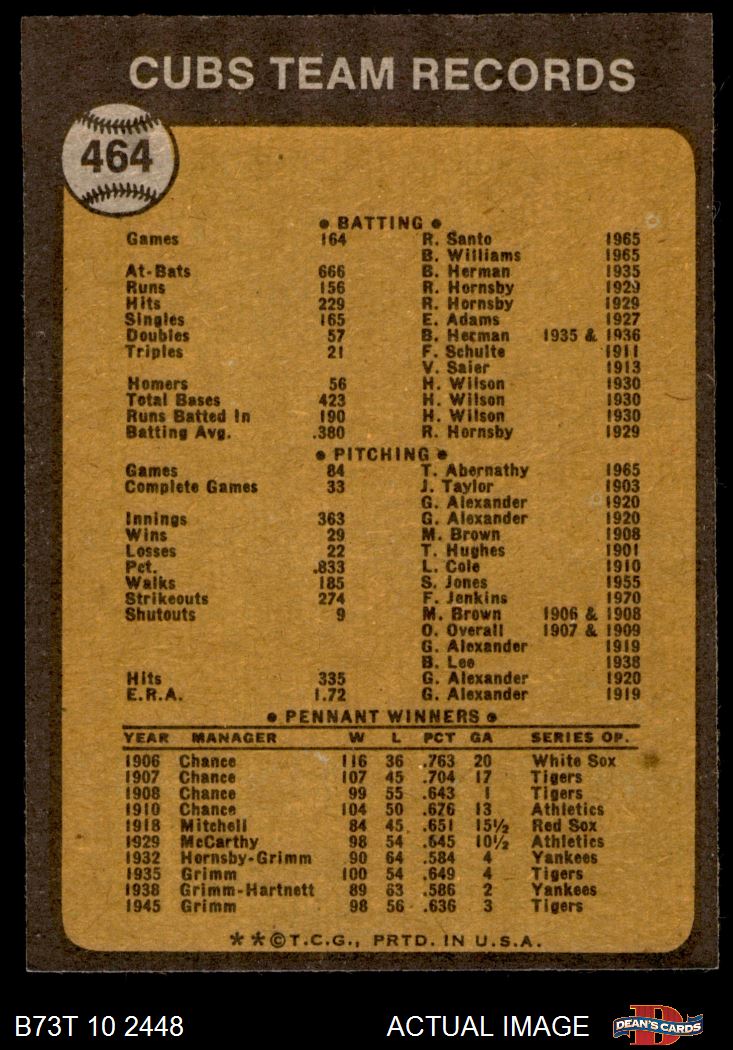 CUBS TEAM RECORDS
464
• BATTING •
Games 164 R. Santo 1965
B. Williams 1965
At-Bats 666 B. Herman 1935
Runs 156 R. Hornsby 1929
Hits 229 R. Hornsby 1929
Singles 165 E. Adams 1927
Doubles 57 B. Herman 1935 & 1936
Triples 21 F. Schulte 1911
V. Saier 1913
Homers 56 H. Wilson 1930
Total Bases 423 H. Wilson 1930
Runs Batted In 190 H. Wilson 1930
Batting Avg. .380 R. Hornsby 1929
• PITCHING •
Games 84 T. Abernathy 1965
Complete Games 33 J. Taylor 1903
G. Alexander 1920
Innings 363 G. Alexander 1920
Wins 29 M. Brown 1908
Losses 22 T. Hughes 1901
Pct. .833 L. Cole 1910
Walks 185 S. Jones 1955
Strikeouts 274 F. Jenkins 1970
Shutouts 9 M. Brown 1906 & 1908
O. Overall 1907 & 1909
G. Alexander 1919
B. Lee 1938
Hits 335 G. Alexander 1920
E.R.A. 1.72 G. Alexander 1919
• PENNANT WINNERS •
YEAR MANAGER W L PCT GA SERIES OP.
1906 Chance 116 36 .763 20 White Sox
1907 Chance 107 45 .704 17 Tigers
1908 Chance 99 55 .643 1 Tigers
1910 Chance 104 50 .676 13 Athletics
1918 Mitchell 84 45 .651 15½ Red Sox
1929 McCarthy 98 54 .645 10½ Athletics
1932 Hornsby-Grimm 90 64 .584 4 Yankees
1935 Grimm 100 54 .649 4 Tigers
1938 Grimm-Hartnett 89 63 .586 2 Yankees
1945 Grimm 98 56 .636 3 Tigers
* * © T.C.G., PRTD. IN U.S.A.
B73T 10 2448 ACTUAL IMAGE DEAN'S CARDS